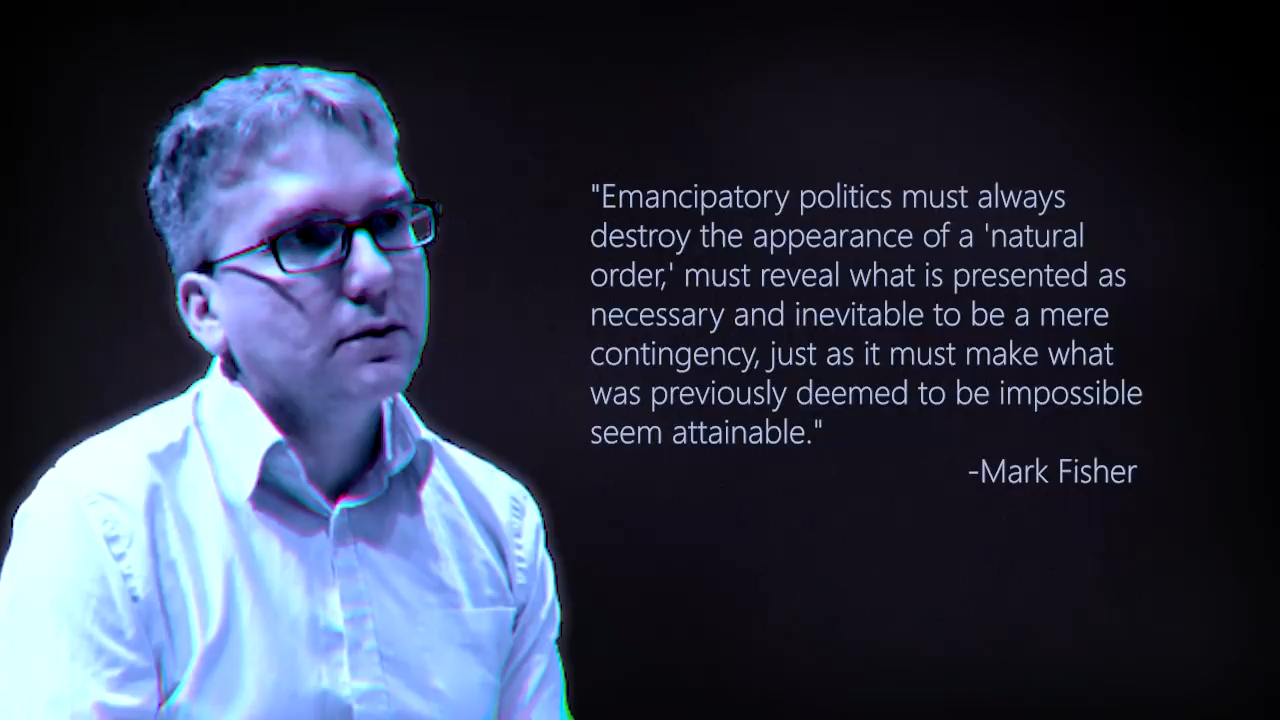 "Emancipatory politics must always
destroy the appearance of a 'natural
order,' must reveal what is presented as
necessary and inevitable to be a mere
contingency, just as it must make what
was previously deemed to be impossible
seem attainable."
-Mark Fisher